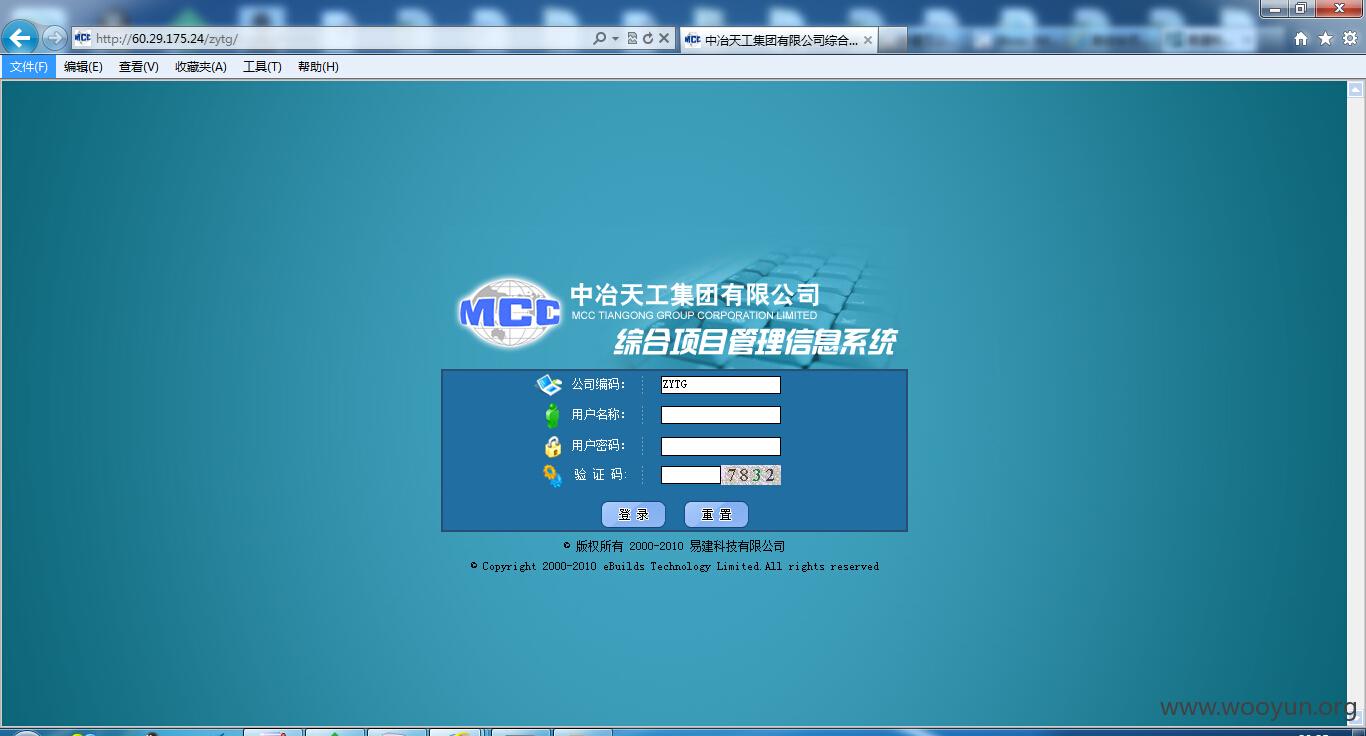 http://60.29.175.24/zytg/
MCC 中冶天工集团有限公司综合...
文件(F) 编辑(E) 查看(V) 收藏夹(A) 工具(T) 帮助(H)
MCC
中冶天工集团有限公司
MCC TIANGONG GROUP CORPORATION LIMITED
综合项目管理信息系统
公司编码: ZYTG
用户名称:
用户密码:
验 证 码: 7832
登 录 重 置
© 版权所有 2000-2010 易建科技有限公司
© Copyright 2000-2010 eBuilds Technology Limited.All rights reserved
www.wooyun.org